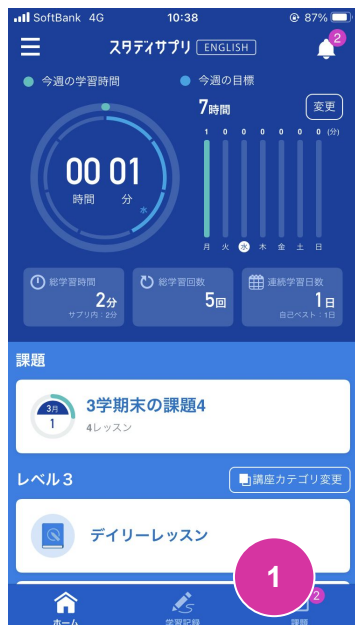 SoftBank 4G 10:38 87%
スタディサプリ ENGLISH
2
今週の学習時間
今週の目標
7時間
変更
1 0 0 0 0 0 0 (分)
00 01
時間 分
水
月 火 水 木 金 土 日
総学習時間
2分
サプリ内：2分
総学習回数
5回
連続学習日数
1日
自己ベスト：1日
課題
3月
1
3学期末の課題4
4レッスン
レベル3
講座カテゴリ変更
デイリーレッスン
1
2
ホーム
学習記録
課題